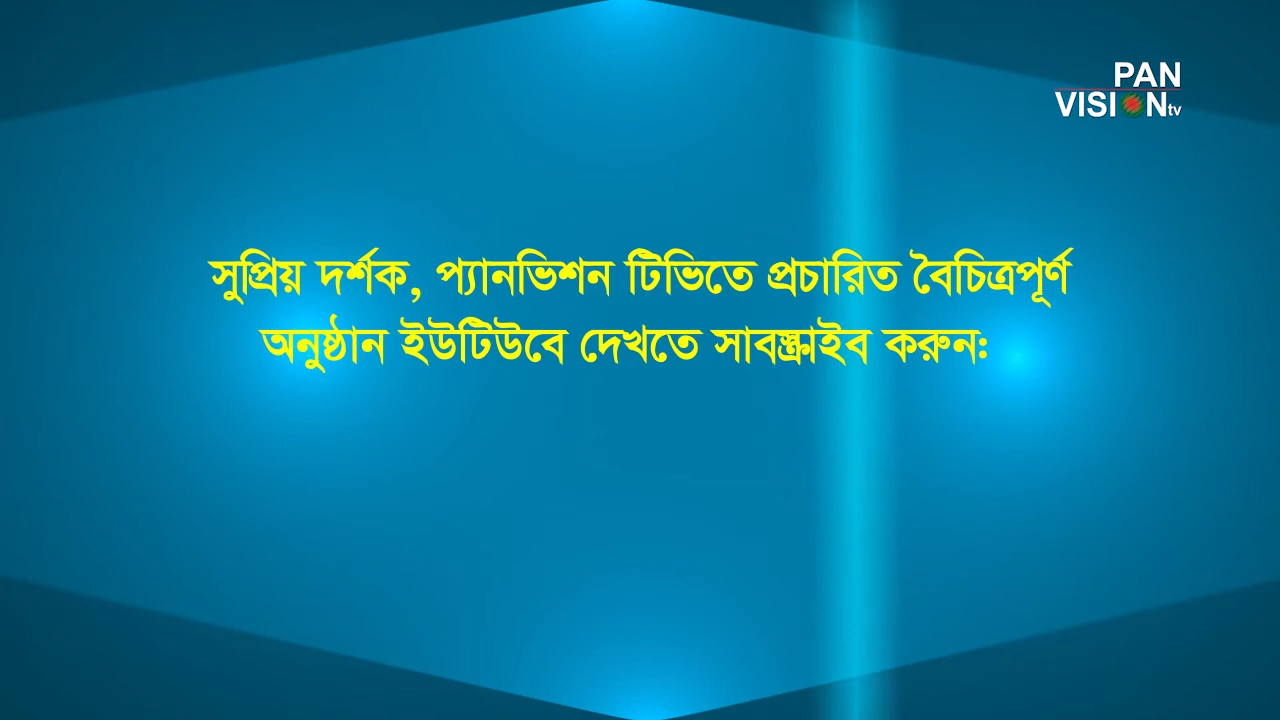 PAN
VISION tv
সুপ্রিয় দর্শক, প্যানভিশন টিভিতে প্রচারিত বৈচিত্রপূর্ণ
অনুষ্ঠান ইউটিউবে দেখতে সাবস্ক্রাইব করুনঃ